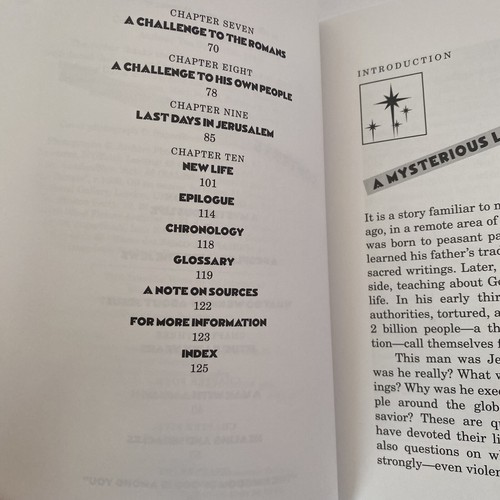 CHAPTER SEVEN
A CHALLENGE TO THE ROMANS
70
CHAPTER EIGHT
A CHALLENGE TO HIS OWN PEOPLE
78
CHAPTER NINE
LAST DAYS IN JERUSALEM
85
CHAPTER TEN
NEW LIFE
101
EPILOGUE
114
CHRONOLOGY
118
GLOSSARY
119
A NOTE ON SOURCES
122
FOR MORE INFORMATION
123
INDEX
125
INTRODUCTION
A MYSTERIOUS L
It is a story familiar to
ago, in a remote area of
was born to peasant pa
learned his father's trad
sacred writings. Later,
side, teaching about G
life. In his early thir
authorities, tortured, a
2 billion people—a th
tion—call themselves f
This man was Je
was he really? What v
ings? Why was he exe
ple around the glob
savior? These are qu
have devoted their li
also questions on w
strongly—even violen